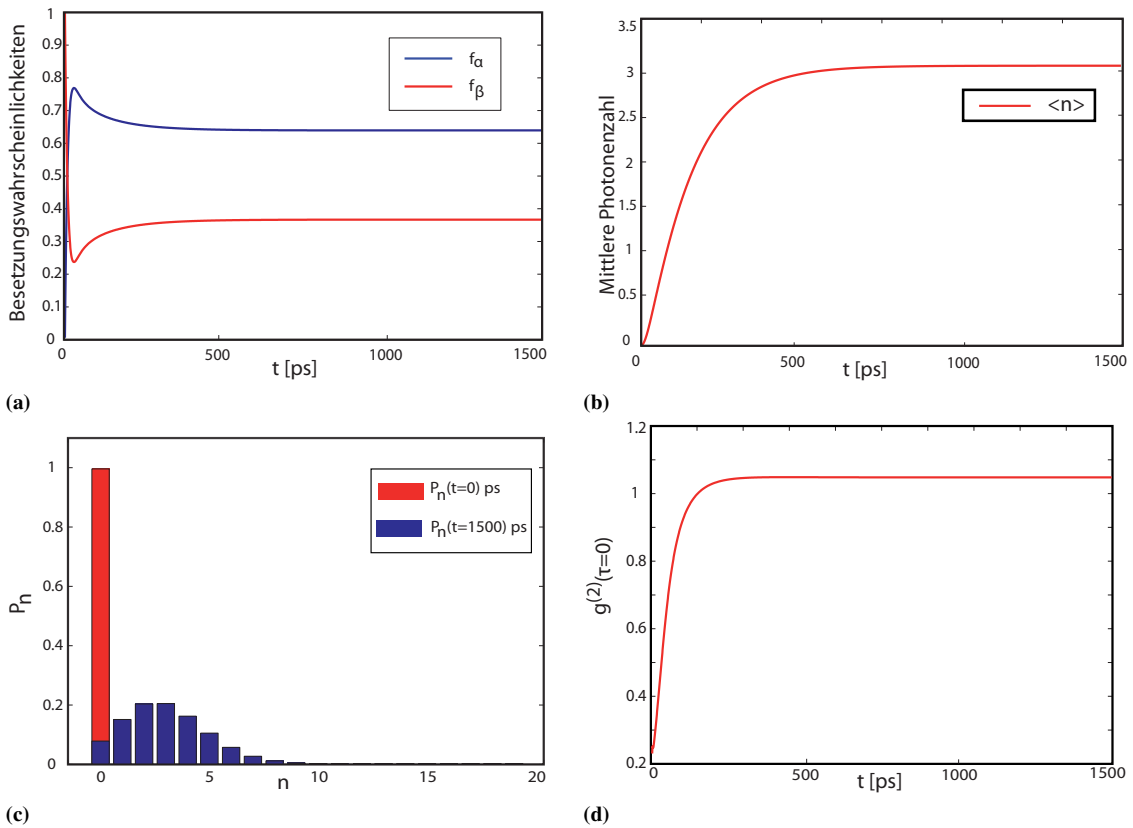 Besetzungswahrscheinlichkeiten
1
0.9
0.8
0.7
0.6
0.5
0.4
0.3
0.2
0.1
0
0
500
1000
1500
t [ps]
fα
fβ
(a)
Mittlere Photonenzahl
3.5
3
2.5
2
1.5
1
0.5
0
0
500
1000
1500
t [ps]
<n>
(b)
Pn
1
0.8
0.6
0.4
0.2
0
0
5
10
15
20
n
Pn(t=0) ps
Pn(t=1500) ps
(c)
g(2)(τ=0)
1.2
1
0.8
0.6
0.4
0.2
0
500
1000
1500
t [ps]
(d)